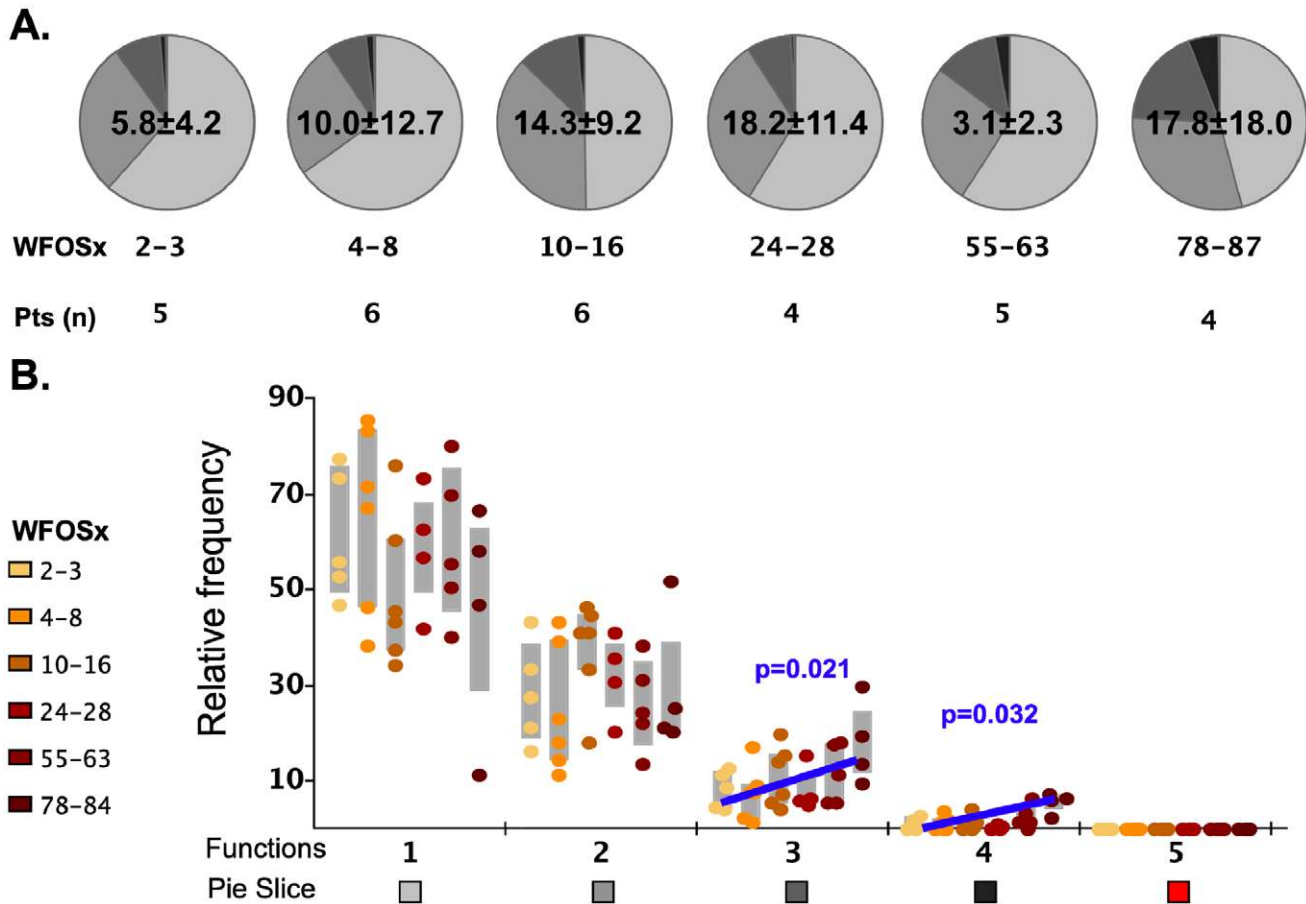 A.
5.8±4.2 10.0±12.7 14.3±9.2 18.2±11.4 3.1±2.3 17.8±18.0
WFOSx 2-3 4-8 10-16 24-28 55-63 78-87
Pts (n) 5 6 6 4 5 4
B.
Relative frequency
90
70
50
30
10
WFOSx
2-3
4-8
10-16
24-28
55-63
78-84
p=0.021
p=0.032
Functions 1 2 3 4 5
Pie Slice